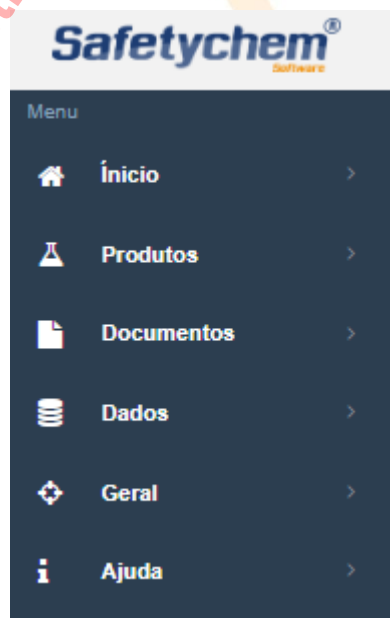 Safetychem®
Software
Menu
Ínicio
Produtos
Documentos
Dados
Geral
Ajuda